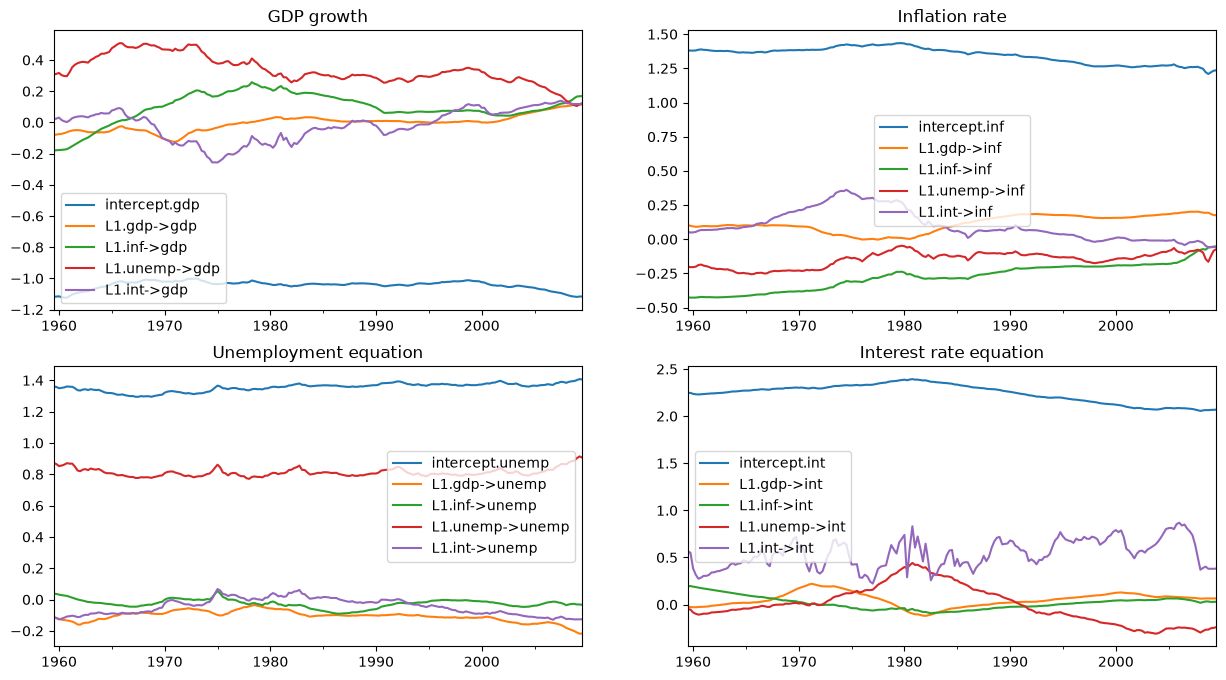 GDP growth
0.4
0.2
0.0
−0.2
−0.4
−0.6
−0.8
−1.0
−1.2
intercept.gdp
L1.gdp->gdp
L1.inf->gdp
L1.unemp->gdp
L1.int->gdp
1960 1970 1980 1990 2000
Inflation rate
1.50
1.25
1.00
0.75
0.50
0.25
0.00
−0.25
−0.50
intercept.inf
L1.gdp->inf
L1.inf->inf
L1.unemp->inf
L1.int->inf
1960 1970 1980 1990 2000
Unemployment equation
1.4
1.2
1.0
0.8
0.6
0.4
0.2
0.0
−0.2
intercept.unemp
L1.gdp->unemp
L1.inf->unemp
L1.unemp->unemp
L1.int->unemp
1960 1970 1980 1990 2000
Interest rate equation
2.5
2.0
1.5
1.0
0.5
0.0
intercept.int
L1.gdp->int
L1.inf->int
L1.unemp->int
L1.int->int
1960 1970 1980 1990 2000